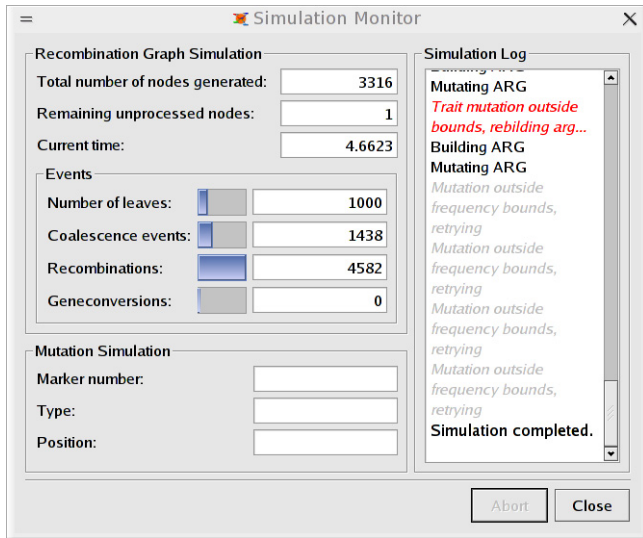 Simulation Monitor
Recombination Graph Simulation
Total number of nodes generated: 3316
Remaining unprocessed nodes: 1
Current time: 4.6623
Events
Number of leaves: 1000
Coalescence events: 1438
Recombinations: 4582
Geneconversions: 0
Mutation Simulation
Marker number:
Type:
Position:
Simulation Log
Building ARG
Mutating ARG
Trait mutation outside
bounds, rebilding arg...
Building ARG
Mutating ARG
Mutation outside
frequency bounds,
retrying
Mutation outside
frequency bounds,
retrying
Mutation outside
frequency bounds,
retrying
Mutation outside
frequency bounds,
retrying
Simulation completed.
Abort Close